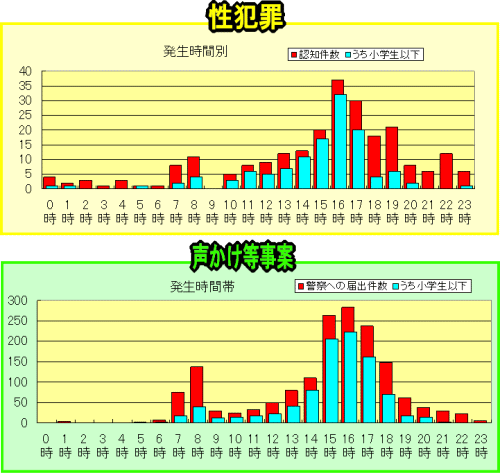 性犯罪
発生時間別
認知件数 うち小学生以下
40
35
30
25
20
15
10
5
0
0時 1時 2時 3時 4時 5時 6時 7時 8時 9時 10時 11時 12時 13時 14時 15時 16時 17時 18時 19時 20時 21時 22時 23時
声かけ等事案
発生時間帯
警察への届出件数 うち小学生以下
300
250
200
150
100
50
0
0時 1時 2時 3時 4時 5時 6時 7時 8時 9時 10時 11時 12時 13時 14時 15時 16時 17時 18時 19時 20時 21時 22時 23時